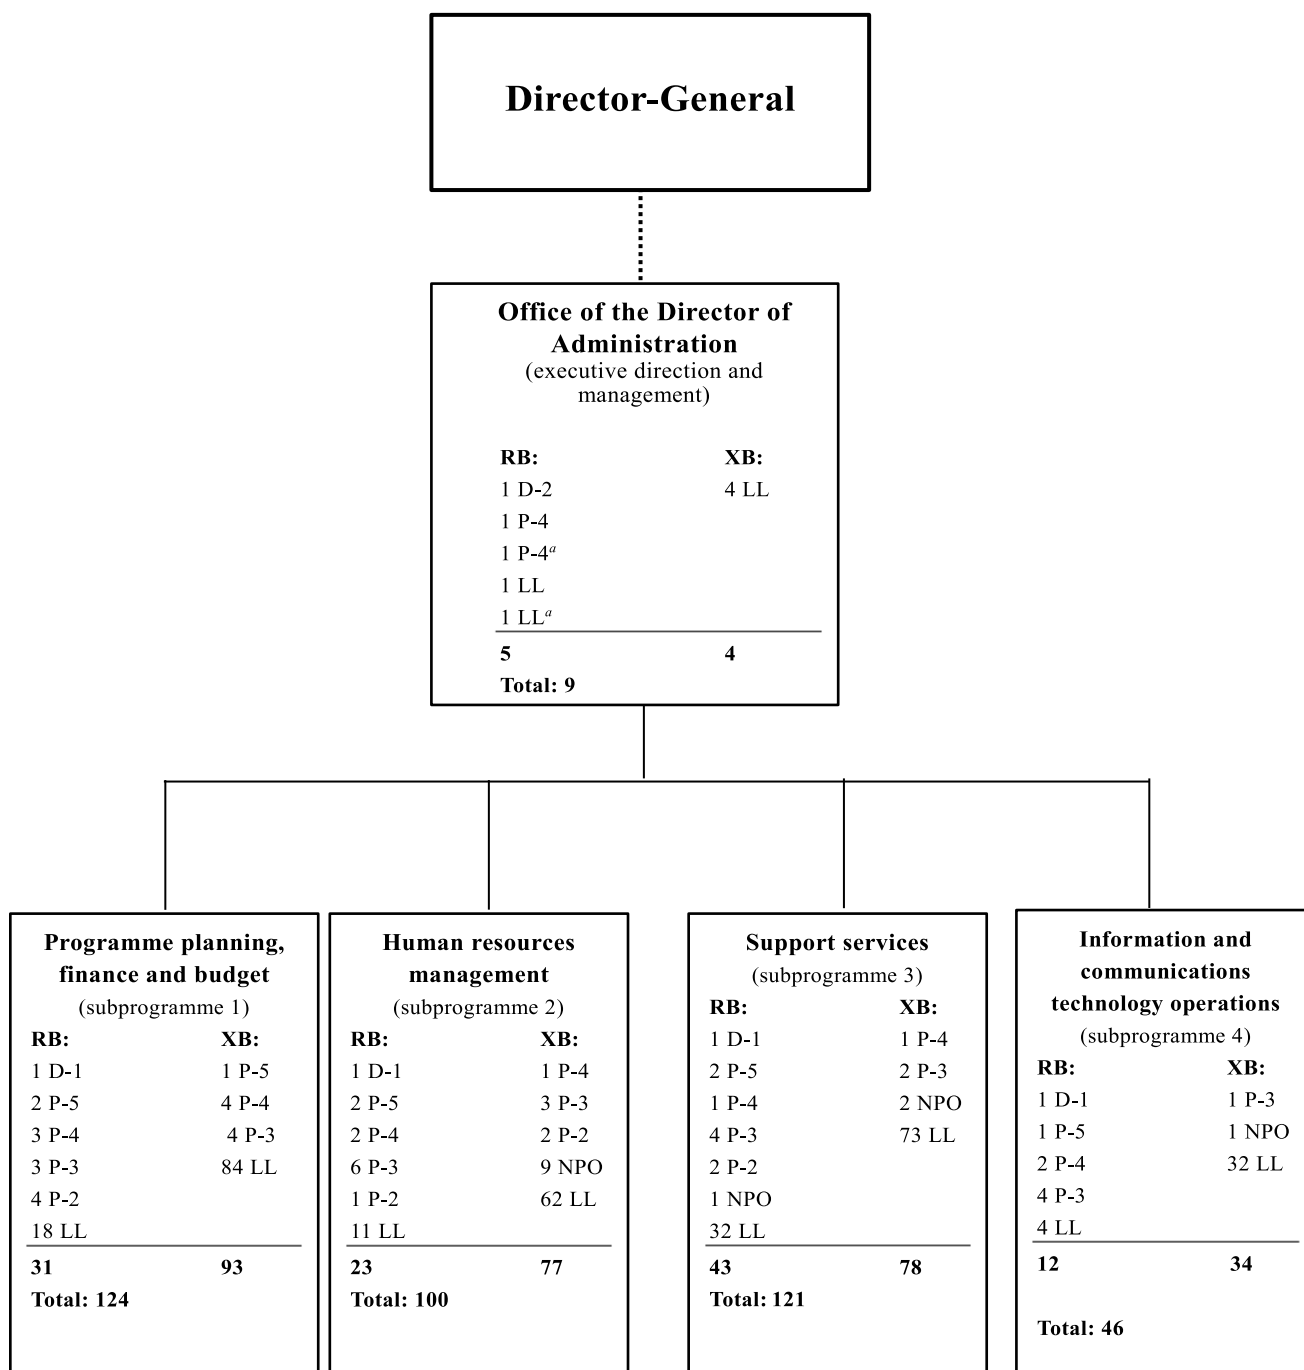 Director-General
Office of the Director of
Administration
(executive direction and
management)
RB: XB:
1 D-2 4 LL
1 P-4
1 P-4ᵃ
1 LL
1 LLᵃ
5 4
Total: 9
Programme planning,
finance and budget
(subprogramme 1)
RB: XB:
1 D-1 1 P-5
2 P-5 4 P-4
3 P-4 4 P-3
3 P-3 84 LL
4 P-2
18 LL
31 93
Total: 124
Human resources
management
(subprogramme 2)
RB: XB:
1 D-1 1 P-4
2 P-5 3 P-3
2 P-4 2 P-2
6 P-3 9 NPO
1 P-2 62 LL
11 LL
23 77
Total: 100
Support services
(subprogramme 3)
RB: XB:
1 D-1 1 P-4
2 P-5 2 P-3
1 P-4 2 NPO
4 P-3 73 LL
2 P-2
1 NPO
32 LL
43 78
Total: 121
Information and
communications
technology operations
(subprogramme 4)
RB: XB:
1 D-1 1 P-3
1 P-5 1 NPO
2 P-4 32 LL
4 P-3
4 LL
12 34
Total: 46